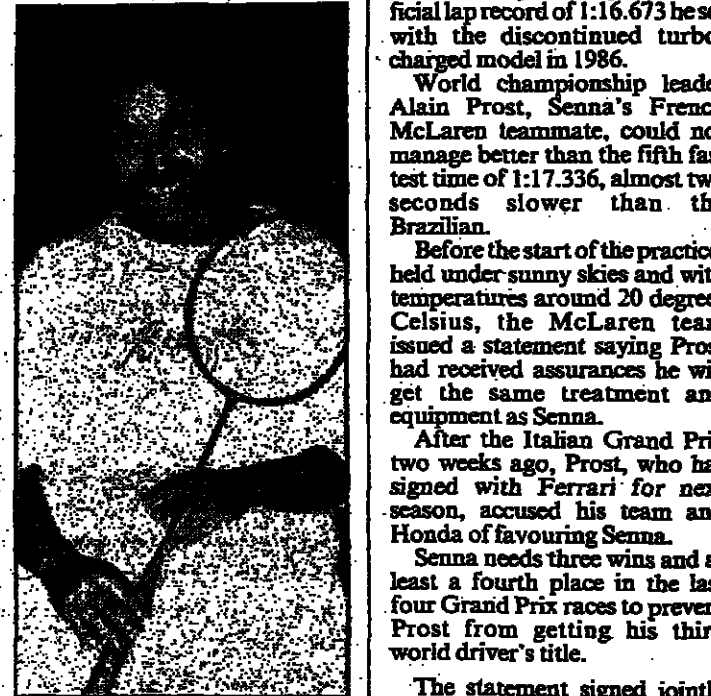 ficial lap record of 1:16.673 he se
with the discontinued turbo
charged model in 1986.
World championship leade
Alain Prost, Senna's Frenc
McLaren teammate, could no
manage better than the fifth fas
test time of 1:17.336, almost tw
seconds slower than th
Brazilian.
Before the start of the practice
held under sunny skies and wit
temperatures around 20 degree
Celsius, the McLaren tea
issued a statement saying Pros
had received assurances he wi
get the same treatment an
equipment as Senna.
After the Italian Grand Pri
two weeks ago, Prost, who ha
signed with Ferrari for nex
season, accused his team an
Honda of favouring Senna.
Senna needs three wins and a
least a fourth place in the las
four Grand Prix races to preven
Prost from getting his thir
world driver's title.
The statement signed jointl